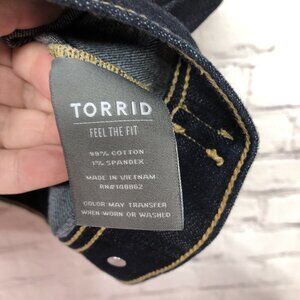 TORRID
FEEL THE FIT
99% COTTON
1% SPANDEX
MADE IN VIETNAM
RN#148862
COLOR MAY TRANSFER
WHEN WORN OR WASHED